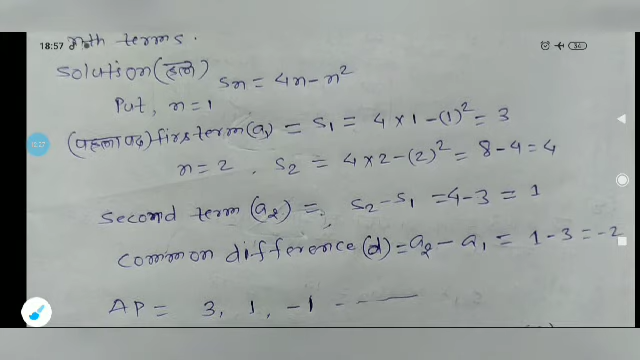 nth terms.
18:57
36
Solution (हल) Sn = 4n - n²
Put, n = 1
(पहला पद) first term (a₁) = S₁ = 4 × 1 - (1)² = 3
n = 2 . S₂ = 4 × 2 - (2)² = 8 - 4 = 4
Second term (a₂) = S₂ - S₁ = 4 - 3 = 1
Common difference (d) = a₂ - a₁ = 1 - 3 = -2
AP = 3, 1, -1 - - - -